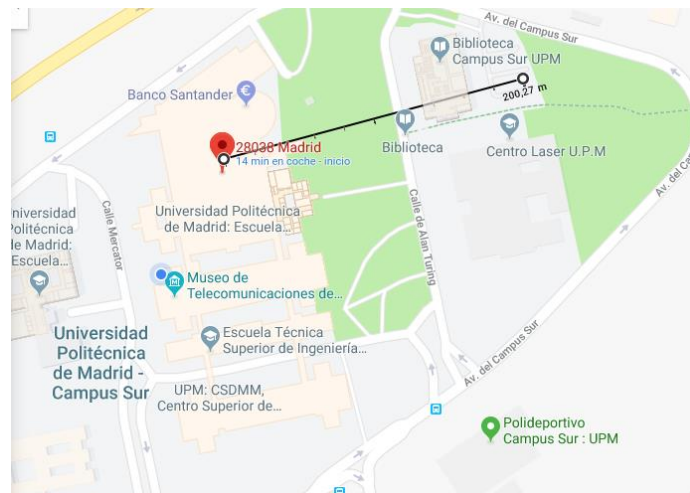 Av. del Campus Sur
Biblioteca
Campus Sur UPM
Banco Santander
€
200,27 m
28038 Madrid
14 min en coche - inicio
Biblioteca
Centro Laser U.P.M
Av. del
niversidad
Politécnica
de Madrid:
Escuela...
Calle Mercator
Universidad Politécnica
de Madrid: Escuela...
Calle de Alan Turing
Museo de
Telecomunicaciones de...
Universidad
Politécnica
de Madrid -
Campus Sur
Escuela Técnica
Superior de Ingeniería...
Av. del Campus Sur
UPM: CSDMM,
Centro Superior de...
Polideportivo
Campus Sur : UPM